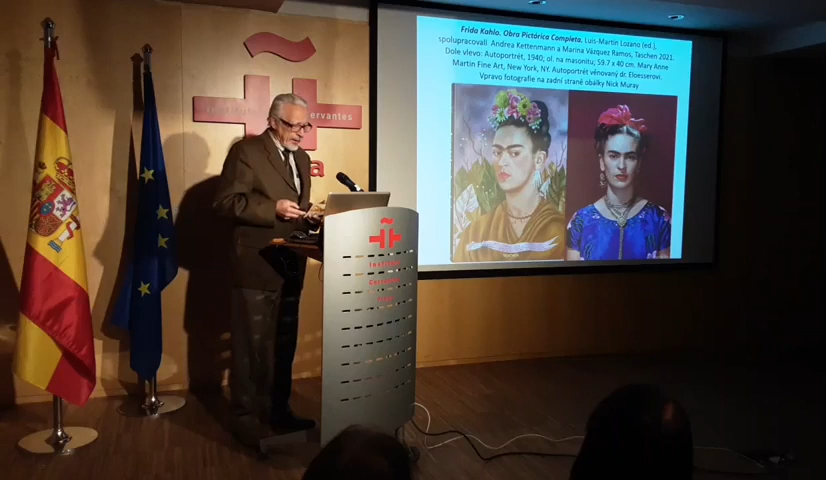 Frida Kahlo. Obra Pictórica Completa. Luis-Martín Lozano (ed.),
spolupracovali Andrea Kettenmann a Marina Vázquez Ramos, Taschen 2021.
Dole vlevo: Autoportrét, 1940; ol. na masonitu; 59.7 x 40 cm. Mary Anne
Martin Fine Art, New York, NY. Autoportrét věnovaný dr. Eloesserovi.
Vpravo fotografie na zadní straně obálky Nick Muray
Cervantes
Instituto
Cervantes